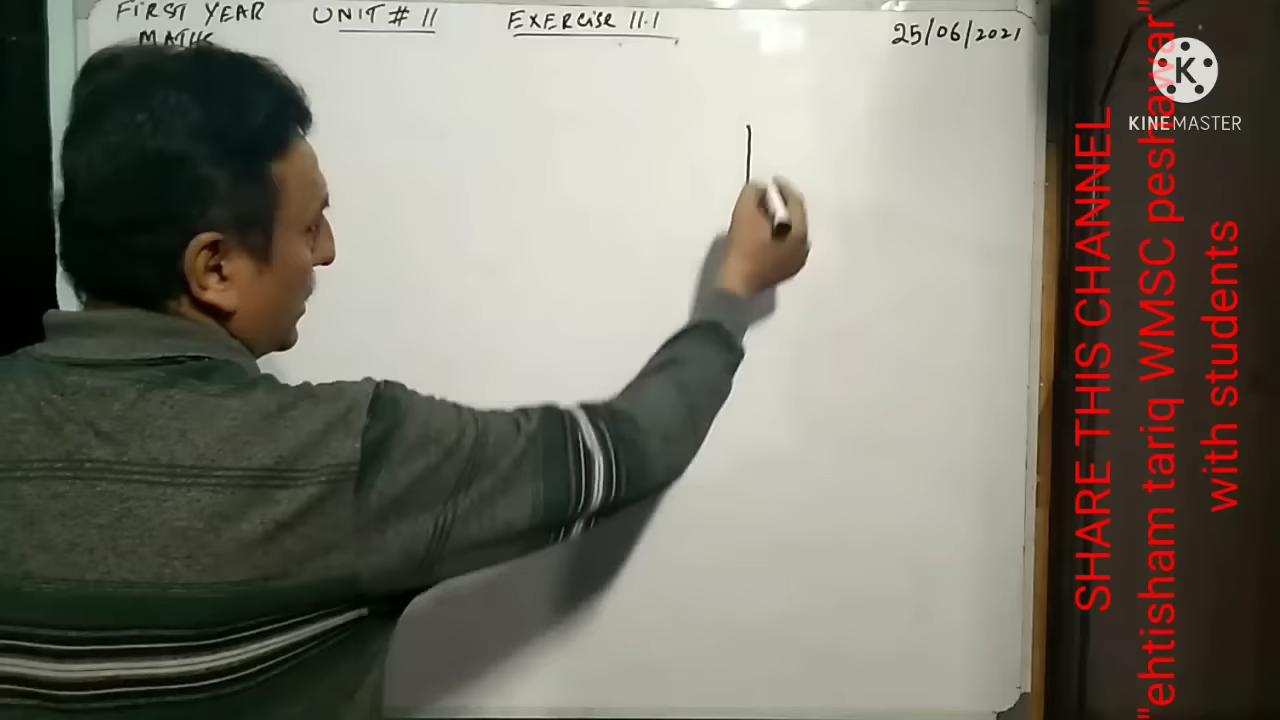 FIRST YEAR UNIT # 11 EXERCISE 11.1 25/06/2021
MATHS
KINEMASTER
SHARE THIS CHANNEL
"ehtisham tariq WMSC peshawar"
with students